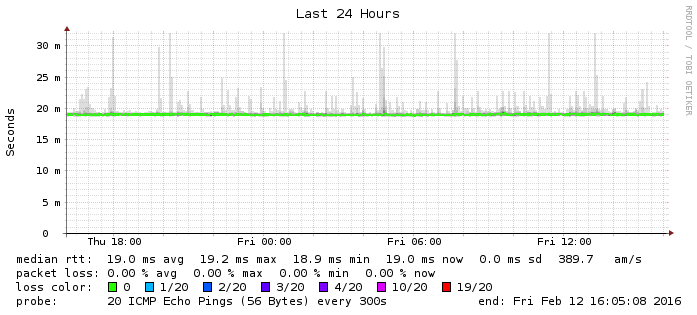 Last 24 Hours
RRDTOOL / TOBI OETIKER
Seconds
30 m
25 m
20 m
15 m
10 m
5 m
0
Thu 18:00 Fri 00:00 Fri 06:00 Fri 12:00
median rtt: 19.0 ms avg 19.2 ms max 18.9 ms min 19.0 ms now 0.0 ms sd 389.7 am/s
packet loss: 0.00 % avg 0.00 % max 0.00 % min 0.00 % now
loss color: 0 1/20 2/20 3/20 4/20 10/20 19/20
probe: 20 ICMP Echo Pings (56 Bytes) every 300s end: Fri Feb 12 16:05:08 2016